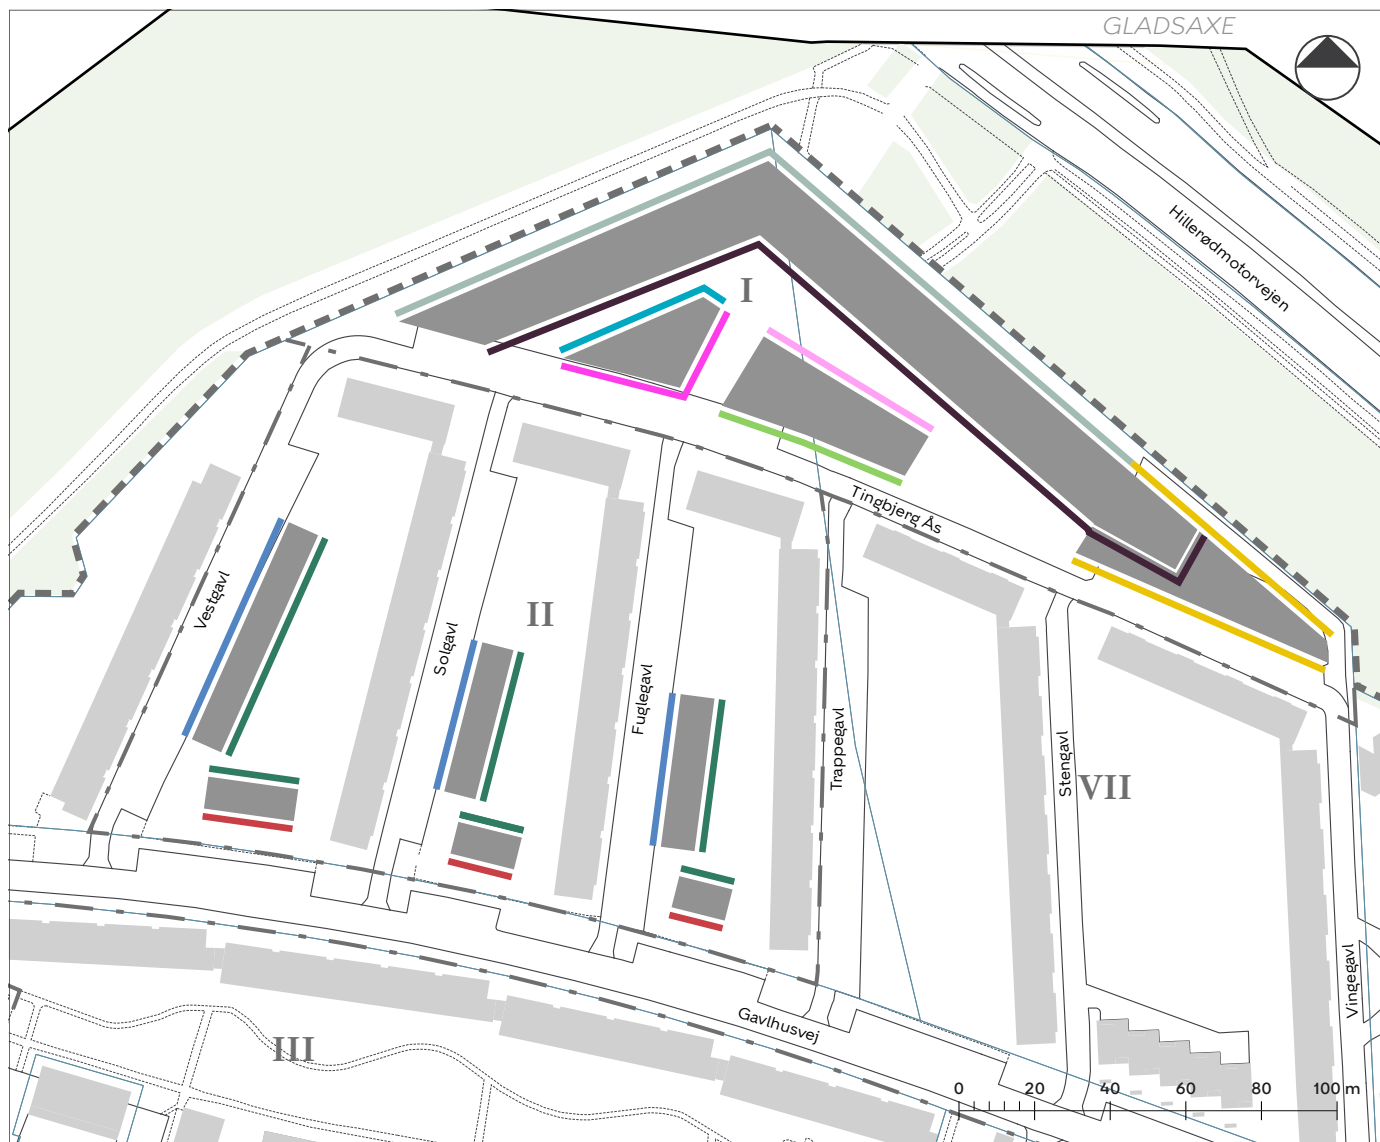 GLADSAXE
Hillerødmotorvejen
I
Tingbjerg Ås
Vestgavl
II
Solgavl
Fuglegavl
Trappegavl
Stengavl
VII
Vingegavl
Gavlhusvej
III
0 20 40 60 80 100 m